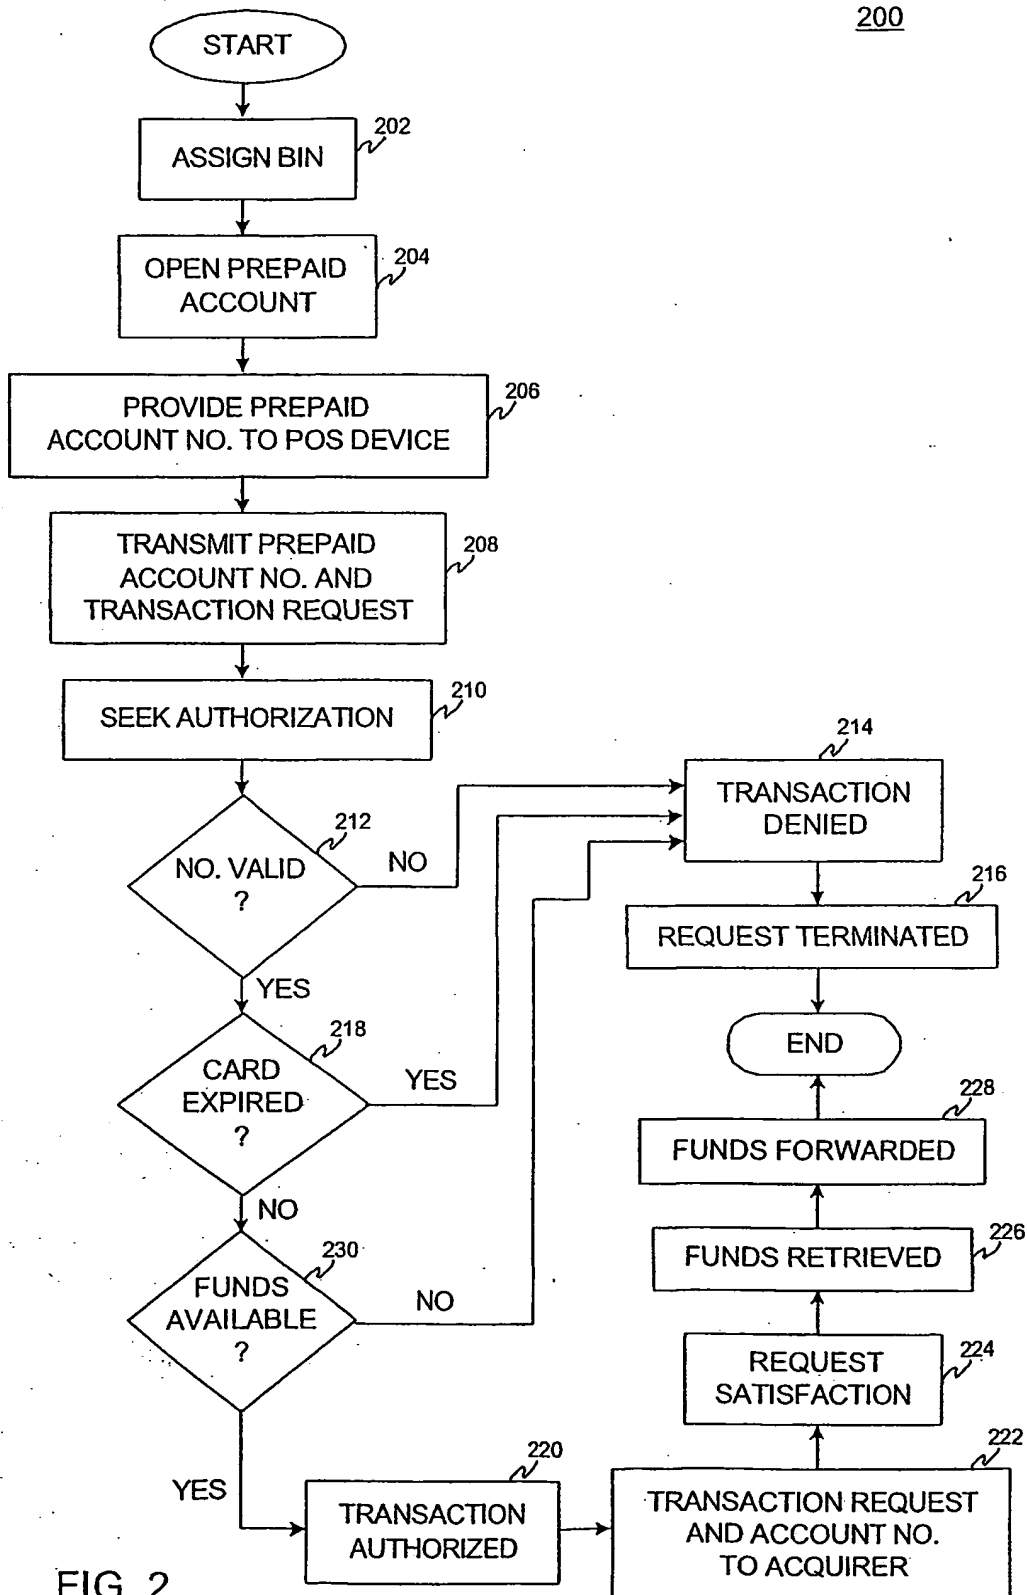 200
START
202
ASSIGN BIN
204
OPEN PREPAID
ACCOUNT
206
PROVIDE PREPAID
ACCOUNT NO. TO POS DEVICE
208
TRANSMIT PREPAID
ACCOUNT NO. AND
TRANSACTION REQUEST
210
SEEK AUTHORIZATION
212
NO. VALID
?
NO
YES
214
TRANSACTION
DENIED
216
REQUEST TERMINATED
END
218
CARD
EXPIRED
?
YES
NO
230
FUNDS
AVAILABLE
?
NO
YES
220
TRANSACTION
AUTHORIZED
222
TRANSACTION REQUEST
AND ACCOUNT NO.
TO ACQUIRER
224
REQUEST
SATISFACTION
226
FUNDS RETRIEVED
228
FUNDS FORWARDED
FIG. 2